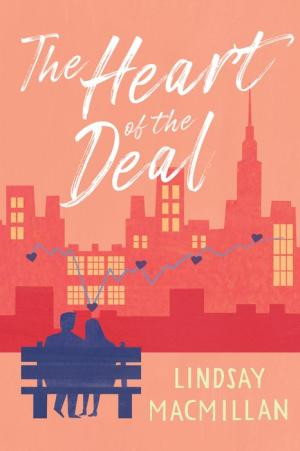 The Heart
of the
Deal
LINDSAY
MACMILLAN